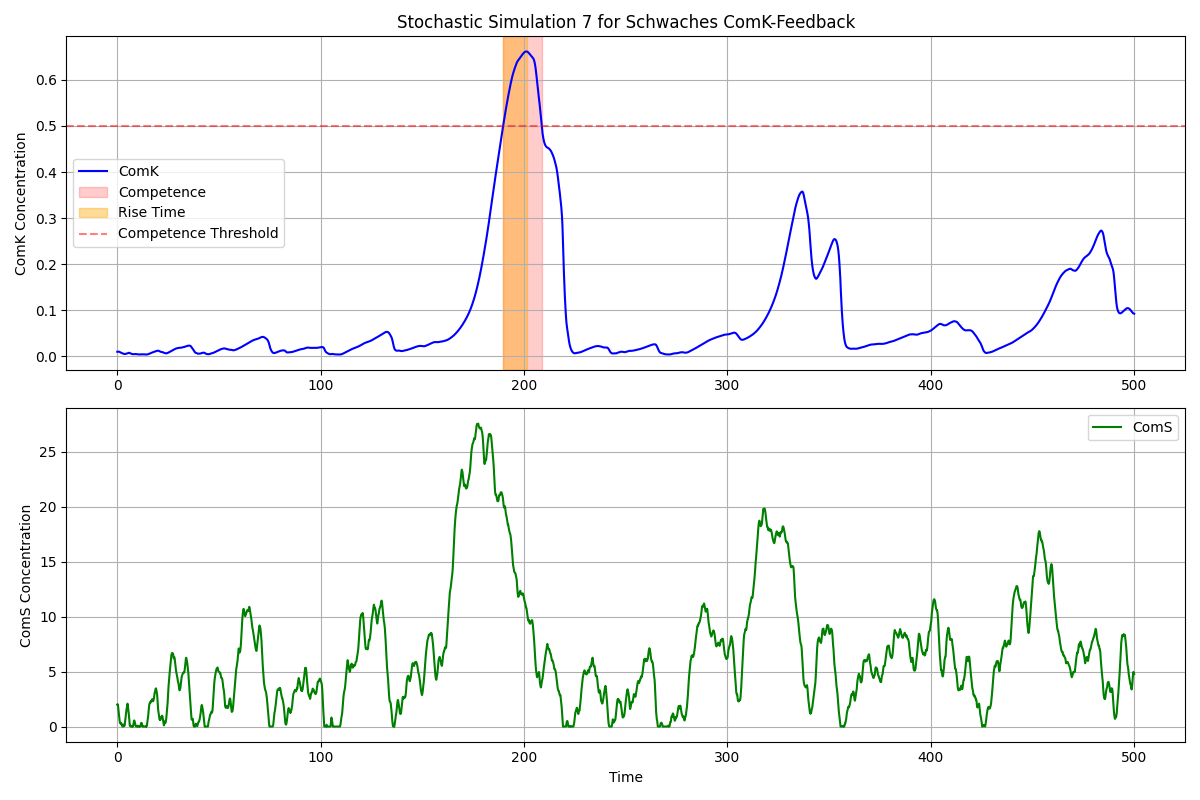 Stochastic Simulation 7 for Schwaches ComK-Feedback
ComK Concentration
0.6
0.5
0.4
0.3
0.2
0.1
0.0
ComK
Competence
Rise Time
Competence Threshold
0 100 200 300 400 500
ComS Concentration
25
20
15
10
5
0
ComS
0 100 200 300 400 500
Time